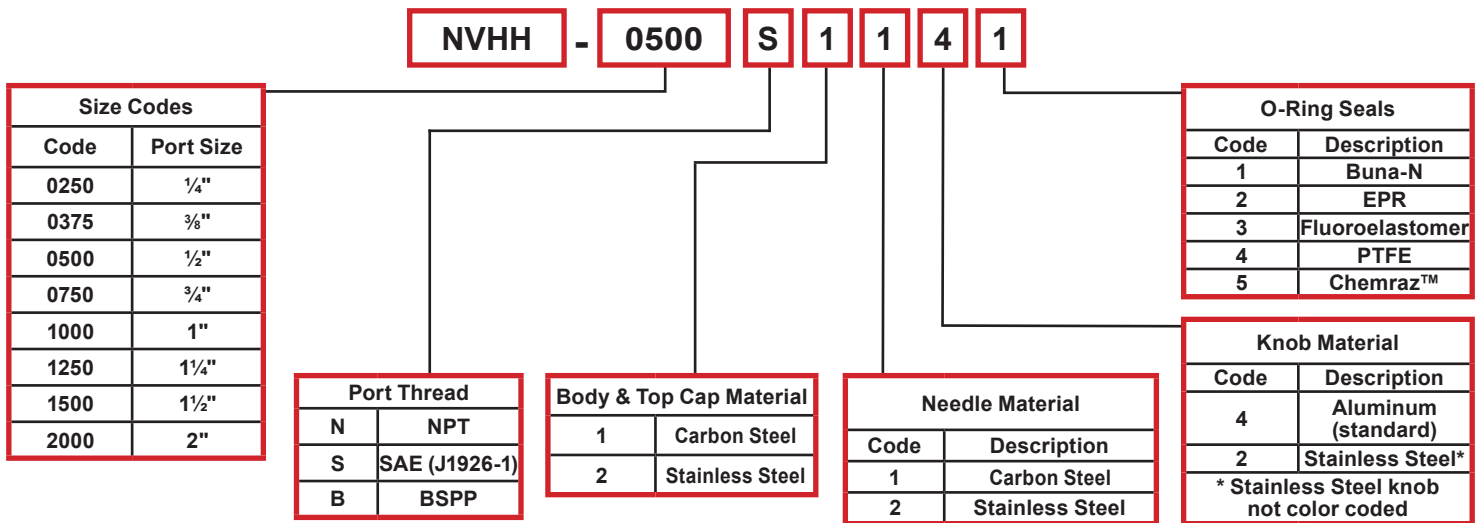 NVHH - 0500 S 1 1 4 1
Size Codes
Code Port Size
0250 ¼"
0375 ⅜"
0500 ½"
0750 ¾"
1000 1"
1250 1¼"
1500 1½"
2000 2"
Port Thread
N NPT
S SAE (J1926-1)
B BSPP
Body & Top Cap Material
1 Carbon Steel
2 Stainless Steel
Needle Material
Code Description
1 Carbon Steel
2 Stainless Steel
O-Ring Seals
Code Description
1 Buna-N
2 EPR
3 Fluoroelastomer
4 PTFE
5 Chemraz™
Knob Material
Code Description
4 Aluminum
(standard)
2 Stainless Steel*
* Stainless Steel knob
not color coded